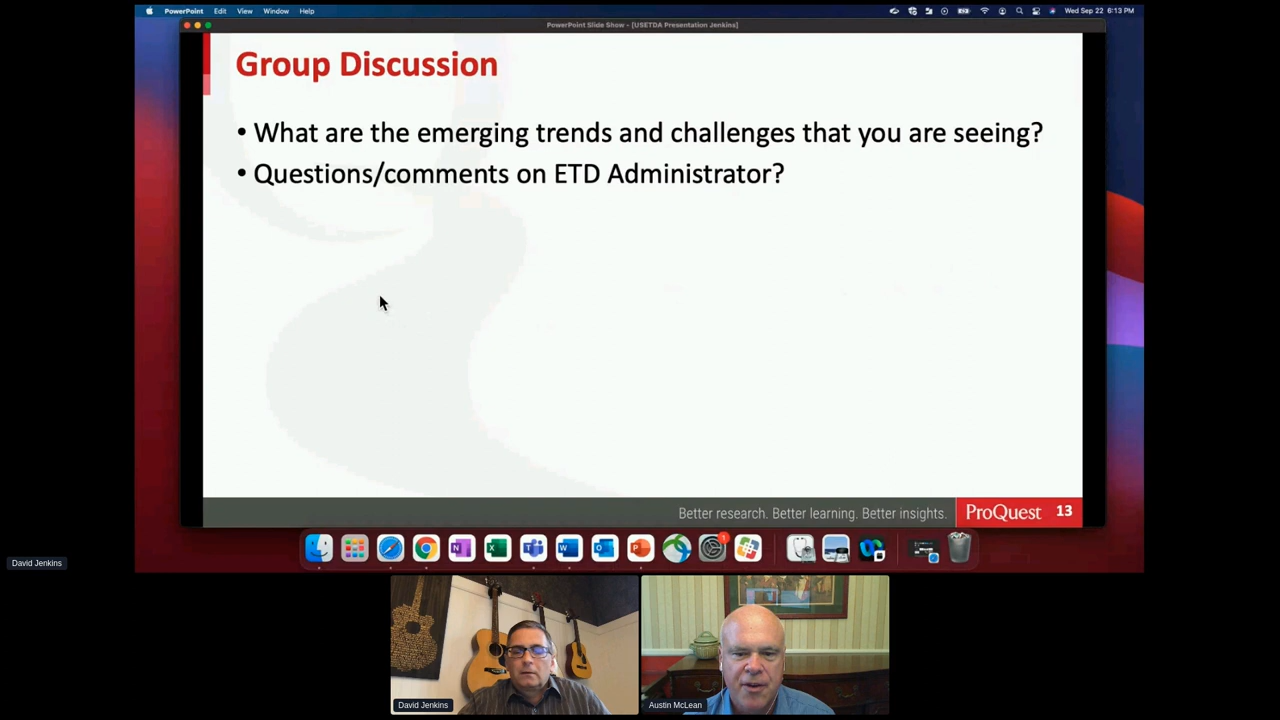 PowerPoint Edit View Window Help
Wed Sep 22 6:13 PM
PowerPoint Slide Show - [USETDA Presentation Jenkins]
Group Discussion
• What are the emerging trends and challenges that you are seeing?
• Questions/comments on ETD Administrator?
Better research. Better learning. Better insights.
ProQuest 13
1
David Jenkins
David Jenkins
Austin McLean